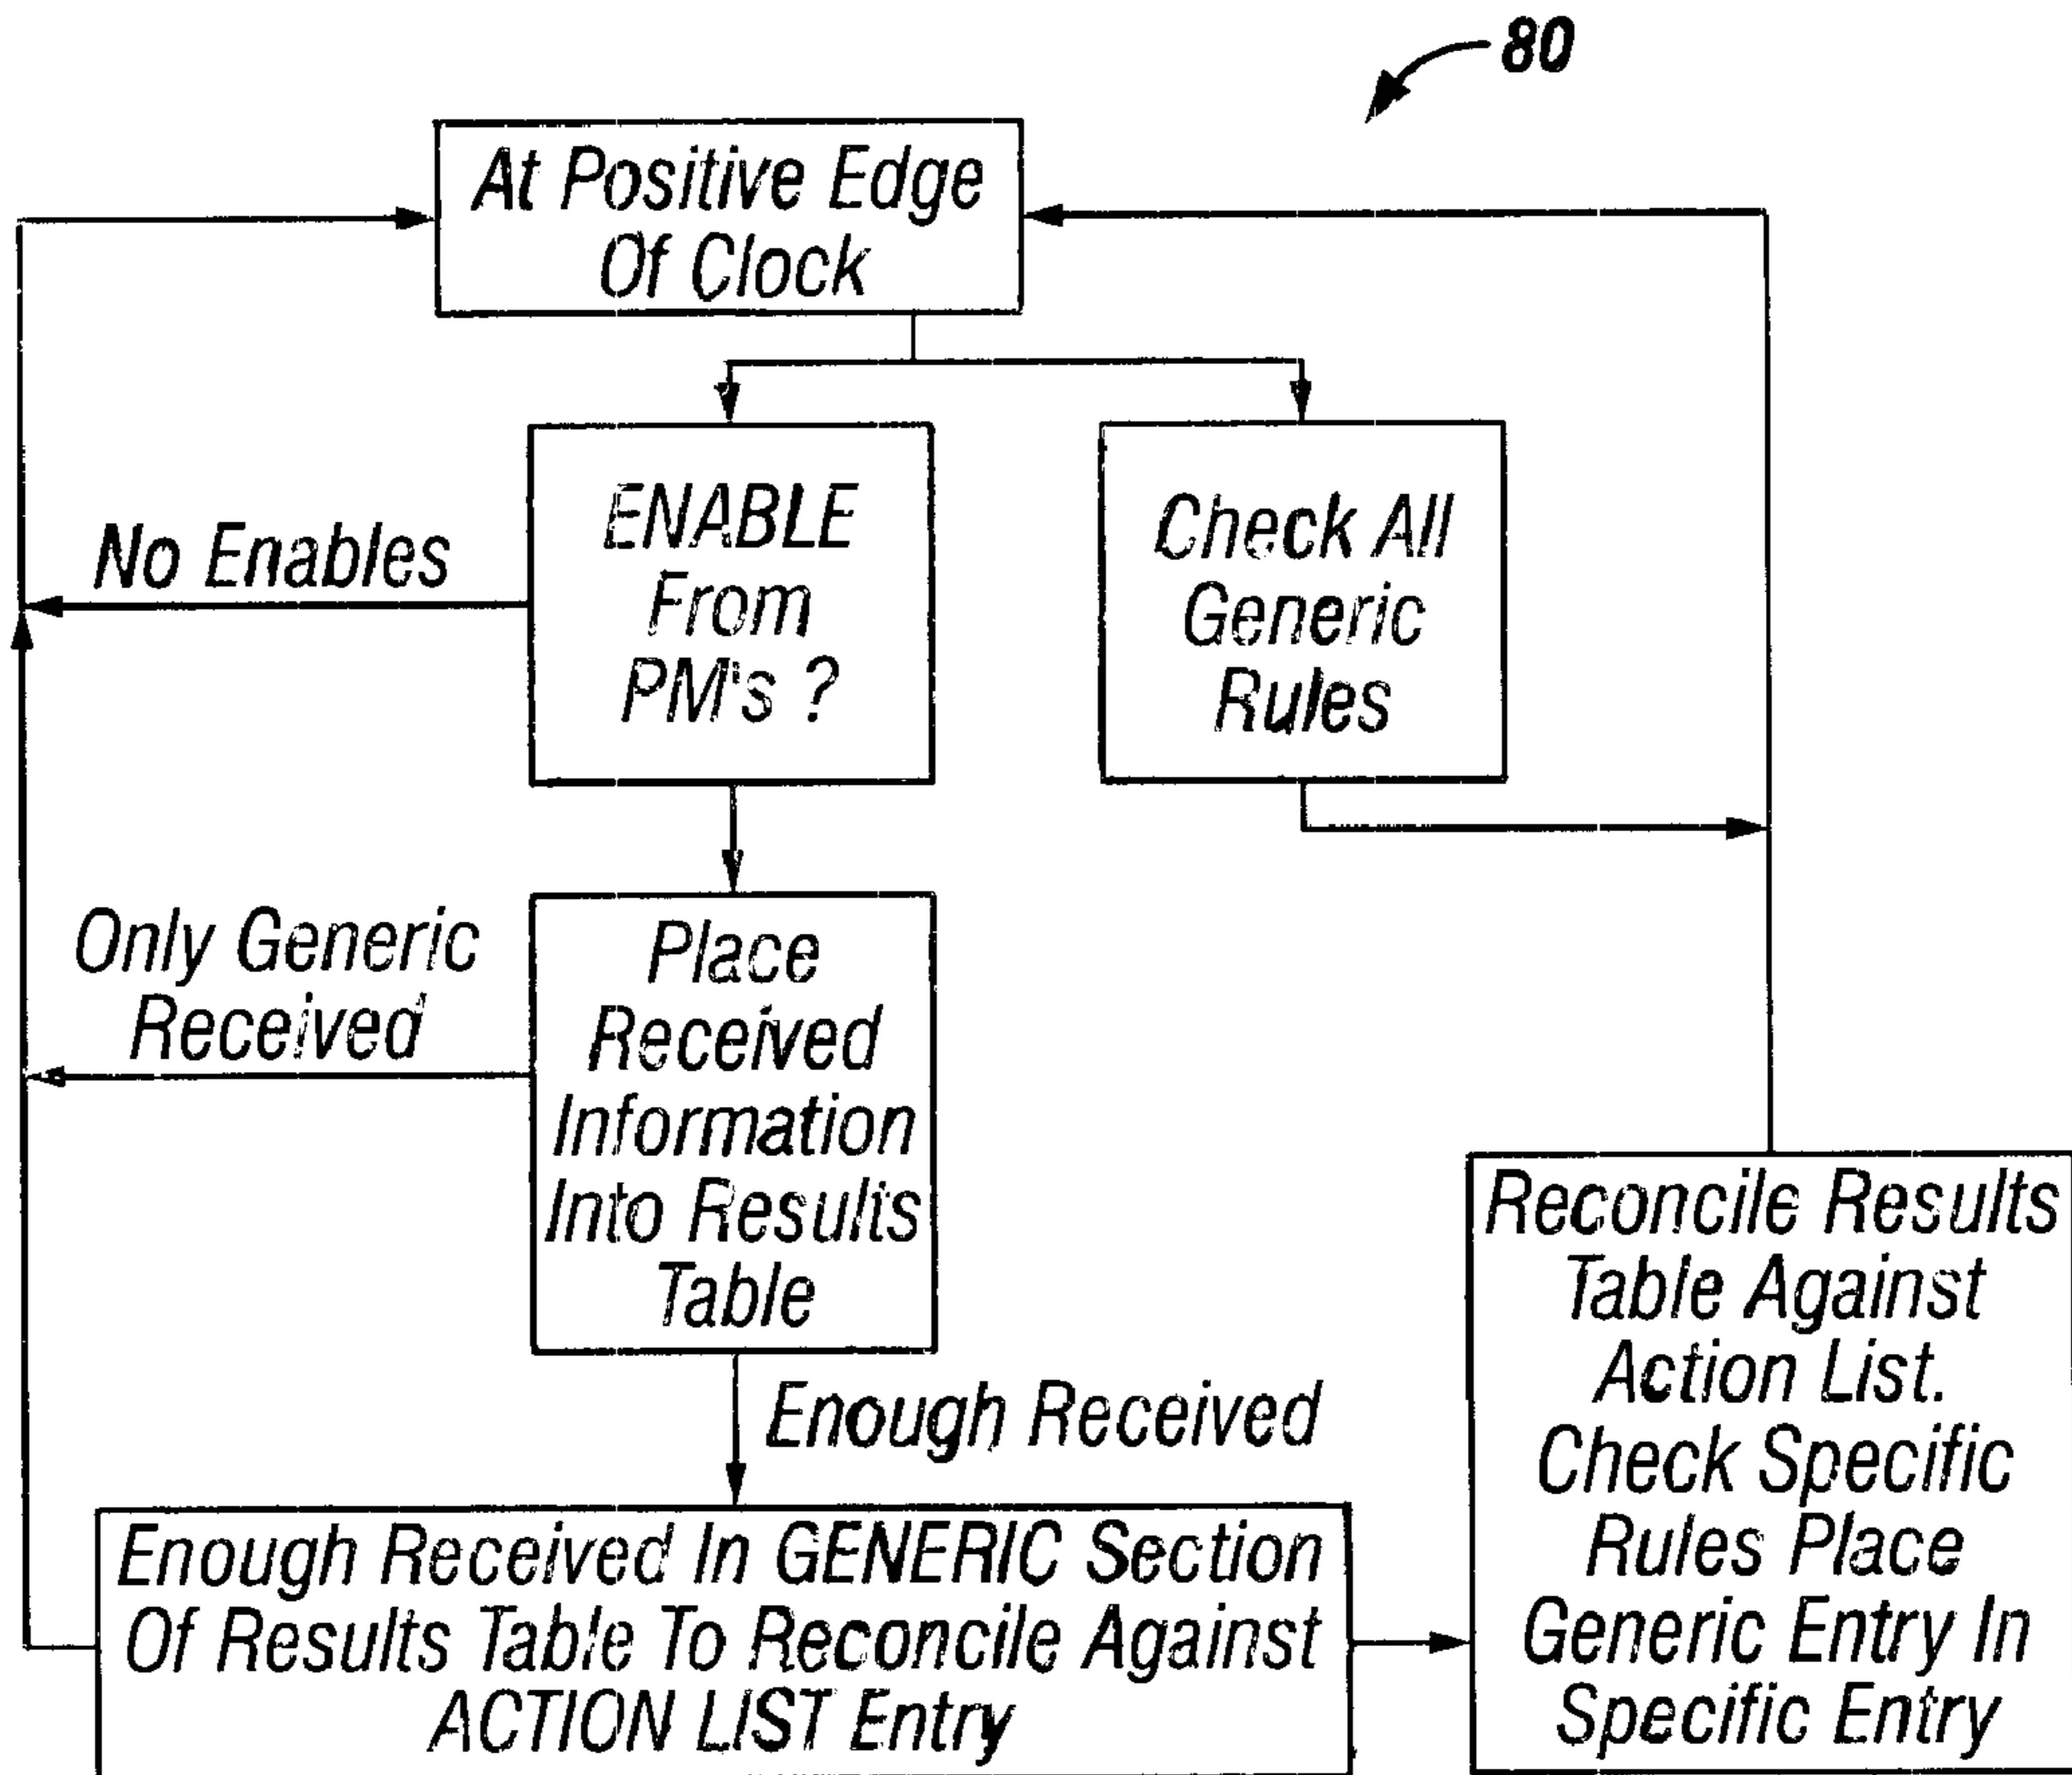 80
At Positive Edge
Of Clock
No Enables
ENABLE
From
PM's ?
Check All
Generic
Rules
Only Generic
Received
Place
Received
Information
Into Results
Table
Enough Received
Enough Received In GENERIC Section
Of Results Table To Reconcile Against
ACTION LIST Entry
Reconcile Results
Table Against
Action List.
Check Specific
Rules Place
Generic Entry In
Specific Entry